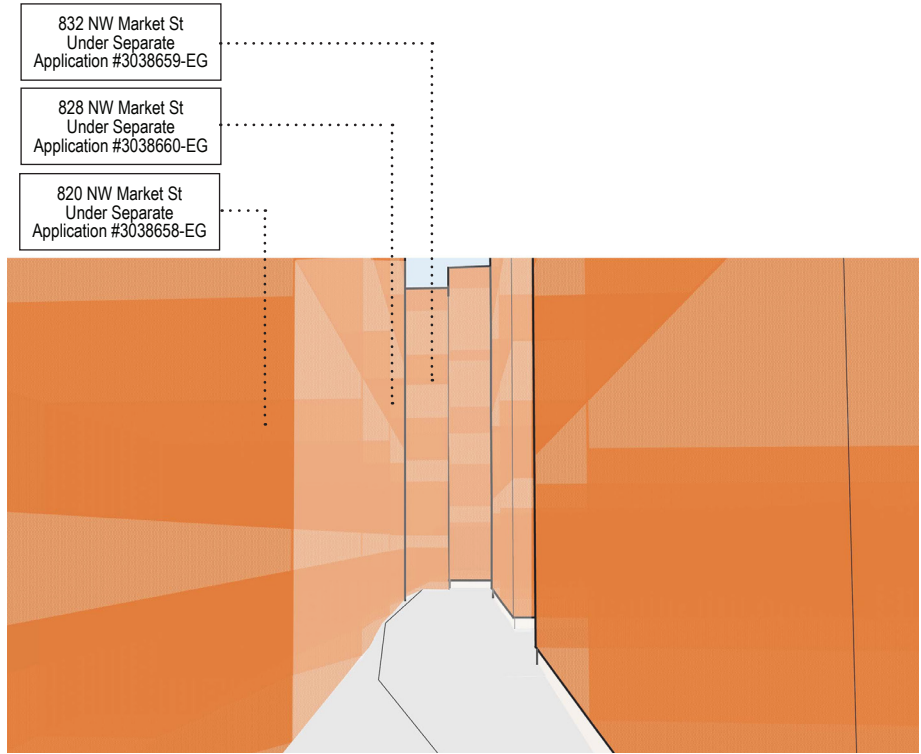 832 NW Market St
Under Separate
Application #3038659-EG
828 NW Market St
Under Separate
Application #3038660-EG
820 NW Market St
Under Separate
Application #3038658-EG